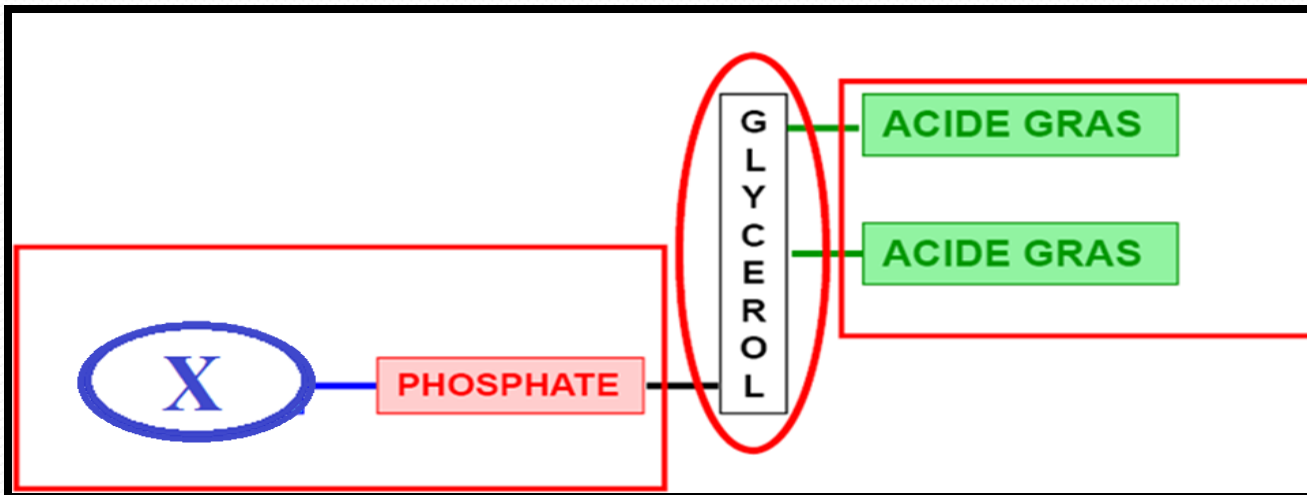 ACIDE GRAS
ACIDE GRAS
GLYCEROL
X
PHOSPHATE